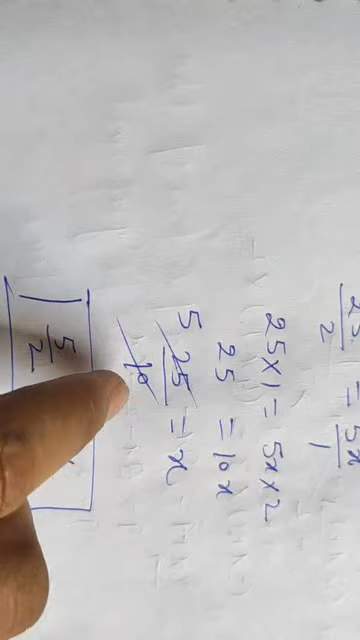 25/2 = 5x/1
25×1 = 5x×2
25 = 10x
5 25/10 = x
5/2